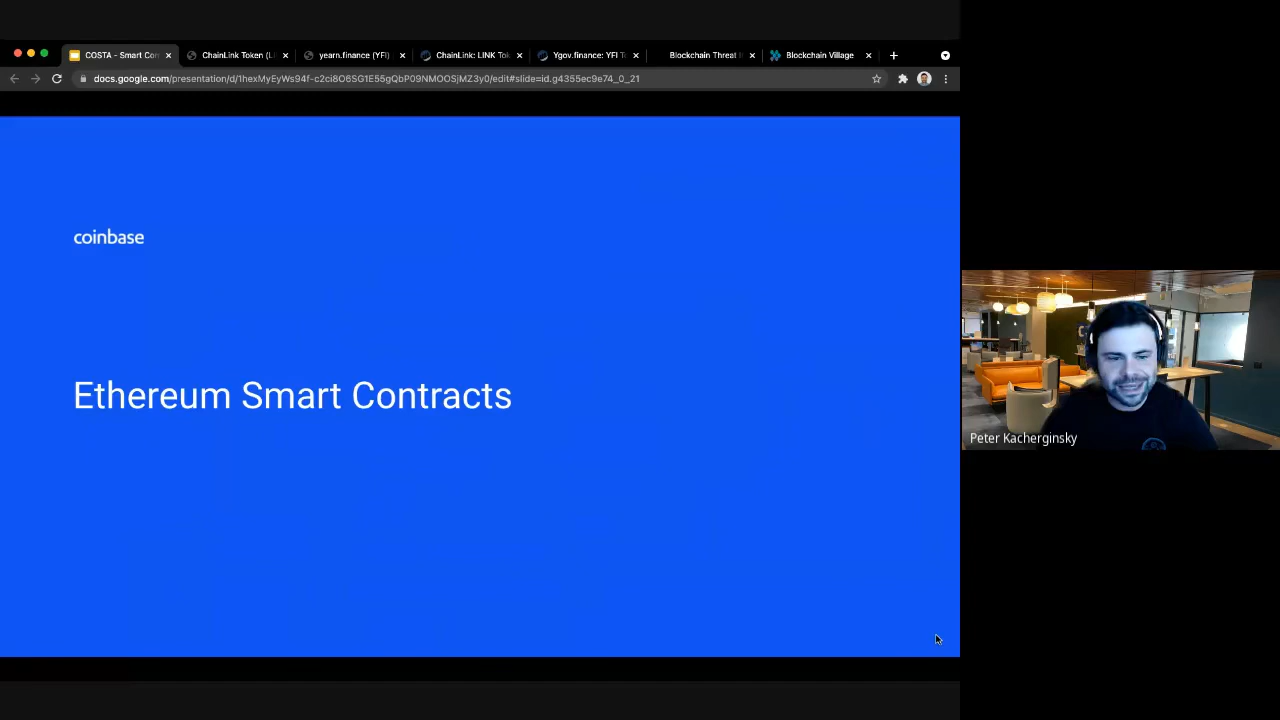 COSTA - Smart Con
ChainLink Token (L
yearn.finance (YFI)
ChainLink: LINK Tok
Ygov.finance: YFI T
Blockchain Threat
Blockchain Village
docs.google.com/presentation/d/1hexMyEyWs94f-c2ci8O6SG1E55gQbP09NMOOSjMZ3y0/edit#slide=id.g4355ec9e74_0_21
coinbase
Ethereum Smart Contracts
Peter Kacherginsky